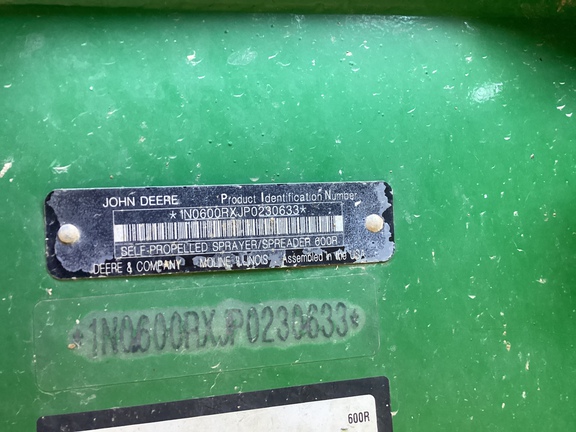 JOHN DEERE Product Identification Number
*1N0600RXJP0230633*
SELF-PROPELLED SPRAYER/SPREADER 600R
DEERE & COMPANY MOLINE ILLINOIS Assembled in the USA
*1N0600RXJP0230633*
600R